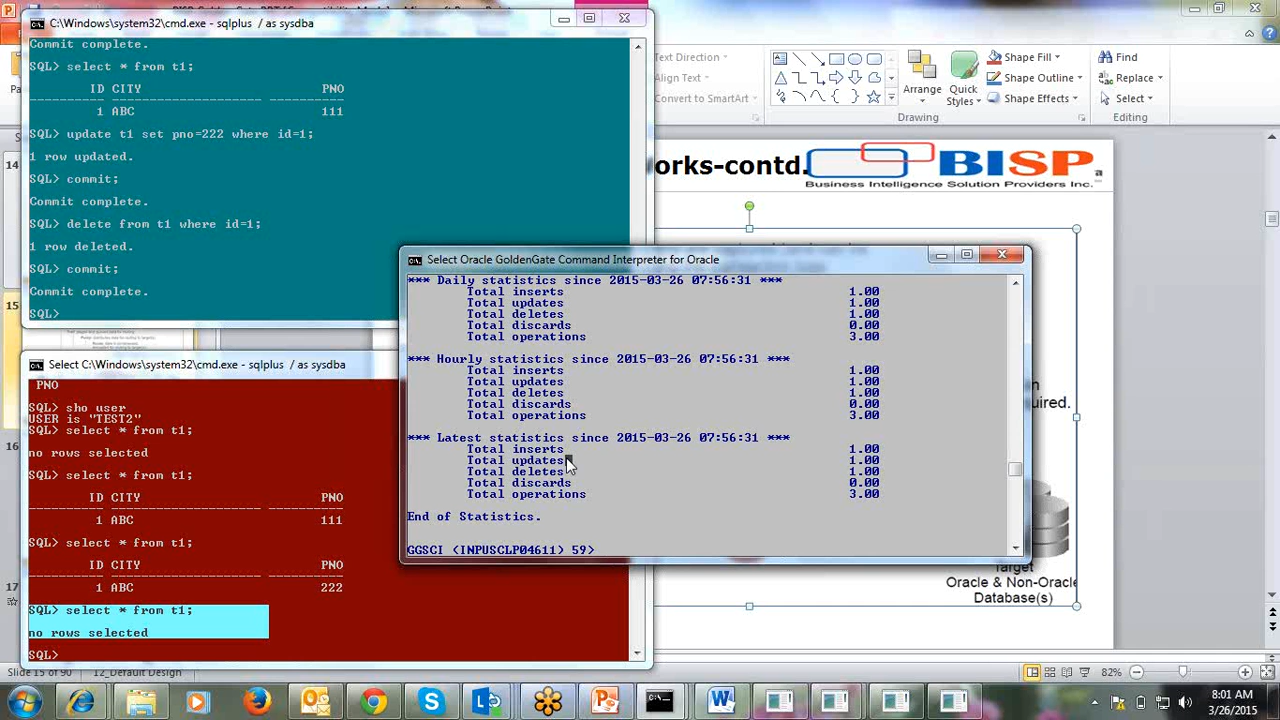 C:\Windows\system32\cmd.exe - sqlplus  / as sysdba
Commit complete.
SQL> select * from t1;
ID CITY PNO
---------- -------------------- ----------
1 ABC 111
SQL> update t1 set pno=222 where id=1;
1 row updated.
SQL> commit;
Commit complete.
SQL> delete from t1 where id=1;
1 row deleted.
SQL> commit;
Commit complete.
SQL>
Select C:\Windows\system32\cmd.exe - sqlplus  / as sysdba
PNO
SQL> sho user
USER is "TEST2"
SQL> select * from t1;
no rows selected
SQL> select * from t1;
ID CITY PNO
---------- -------------------- ----------
1 ABC 111
SQL> select * from t1;
ID CITY PNO
---------- -------------------- ----------
1 ABC 222
SQL> select * from t1;
no rows selected
SQL>
Select Oracle GoldenGate Command Interpreter for Oracle
*** Daily statistics since 2015-03-26 07:56:31 ***
Total inserts 1.00
Total updates 1.00
Total deletes 1.00
Total discards 0.00
Total operations 3.00
*** Hourly statistics since 2015-03-26 07:56:31 ***
Total inserts 1.00
Total updates 1.00
Total deletes 1.00
Total discards 0.00
Total operations 3.00
*** Latest statistics since 2015-03-26 07:56:31 ***
Total inserts 1.00
Total updates 1.00
Total deletes 1.00
Total discards 0.00
Total operations 3.00
End of Statistics.
GGSCI (INPUSCLP04611) 59>
Text Direction
Align Text
Convert to SmartArt
Arrange
Quick
Styles
Shape Fill
Shape Outline
Shape Effects
Drawing
Find
Replace
Select
Editing
orks-contd.
BISP
Business Intelligence Solution Providers Inc.
Target
Oracle & Non-Oracle
Database(s)
14
15
16
17
Slide 15 of 90
12_Default Design
82%
8:01 AM
3/26/2015